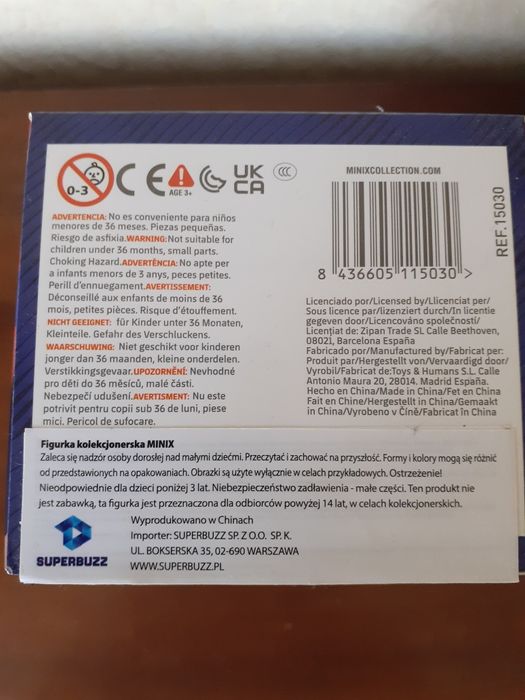 0-3
CE
AGE 3+
UK
CA
CCC
ADVERTENCIA: No es conveniente para niños
menores de 36 meses. Piezas pequeñas.
Riesgo de asfixia.WARNING:Not suitable for
children under 36 months, small parts.
Choking Hazard.ADVERTÈNCIA: No apte per
a infants menors de 3 anys, peces petites.
Perill d'ennuegament.AVERTISSEMENT:
Déconseillé aux enfants de moins de 36
mois, petites pièces. Risque d'étouffement.
NICHT GEEIGNET: für Kinder unter 36 Monaten,
Kleinteile. Gefahr des Verschluckens.
WAARSCHUWING: Niet geschikt voor kinderen
jonger dan 36 maanden, kleine onderdelen.
Verstikkingsgevaar.UPOZORNĚNÍ: Nevhodné
pro děti do 36 měsíců, malé části.
Nebezpečí udušení.AVERTISMENT: Nu este
potrivit pentru copii sub 36 de luni, piese
mici. Pericol de sufocare.
MINIXCOLLECTION.COM
8 436605 115030 >
REF.15030
Licenciado por/Licensed by/Llicenciat per/
Sous licence par/lizenziert durch/In licentie
gegeven door/Licencováno společností/
Licentiat de: Zipan Trade SL Calle Beethoven,
08021, Barcelona España
Fabricado por/Manufactured by/Fabricat per:
Produit par/Hergestellt von/Vervaardigd door/
Vyrobil/Fabricat de:Toys & Humans S.L. Calle
Antonio Maura 20, 28014. Madrid España.
Hecho en China/Made in China/Fet en China
Fait en China/Hergestellt in China/Gemaakt
in China/Vyrobeno v Číně/Fabricat în China
Figurka kolekcjonerska MINIX
Zaleca się nadzór osoby dorosłej nad małymi dziećmi. Przeczytać i zachować na przyszłość. Formy i kolory mogą się różnić
od przedstawionych na opakowaniach. Obrazki są użyte wyłącznie w celach przykładowych. Ostrzeżenie!
Nieodpowiednie dla dzieci poniżej 3 lat. Niebezpieczeństwo zadławienia - małe części. Ten produkt nie
jest zabawką, ta figurka jest przeznaczona dla odbiorców powyżej 14 lat, w celach kolekcjonerskich.
SUPERBUZZ
Wyprodukowano w Chinach
Importer: SUPERBUZZ SP. Z O.O. SP. K.
UL. BOKSERSKA 35, 02-690 WARSZAWA
WWW.SUPERBUZZ.PL